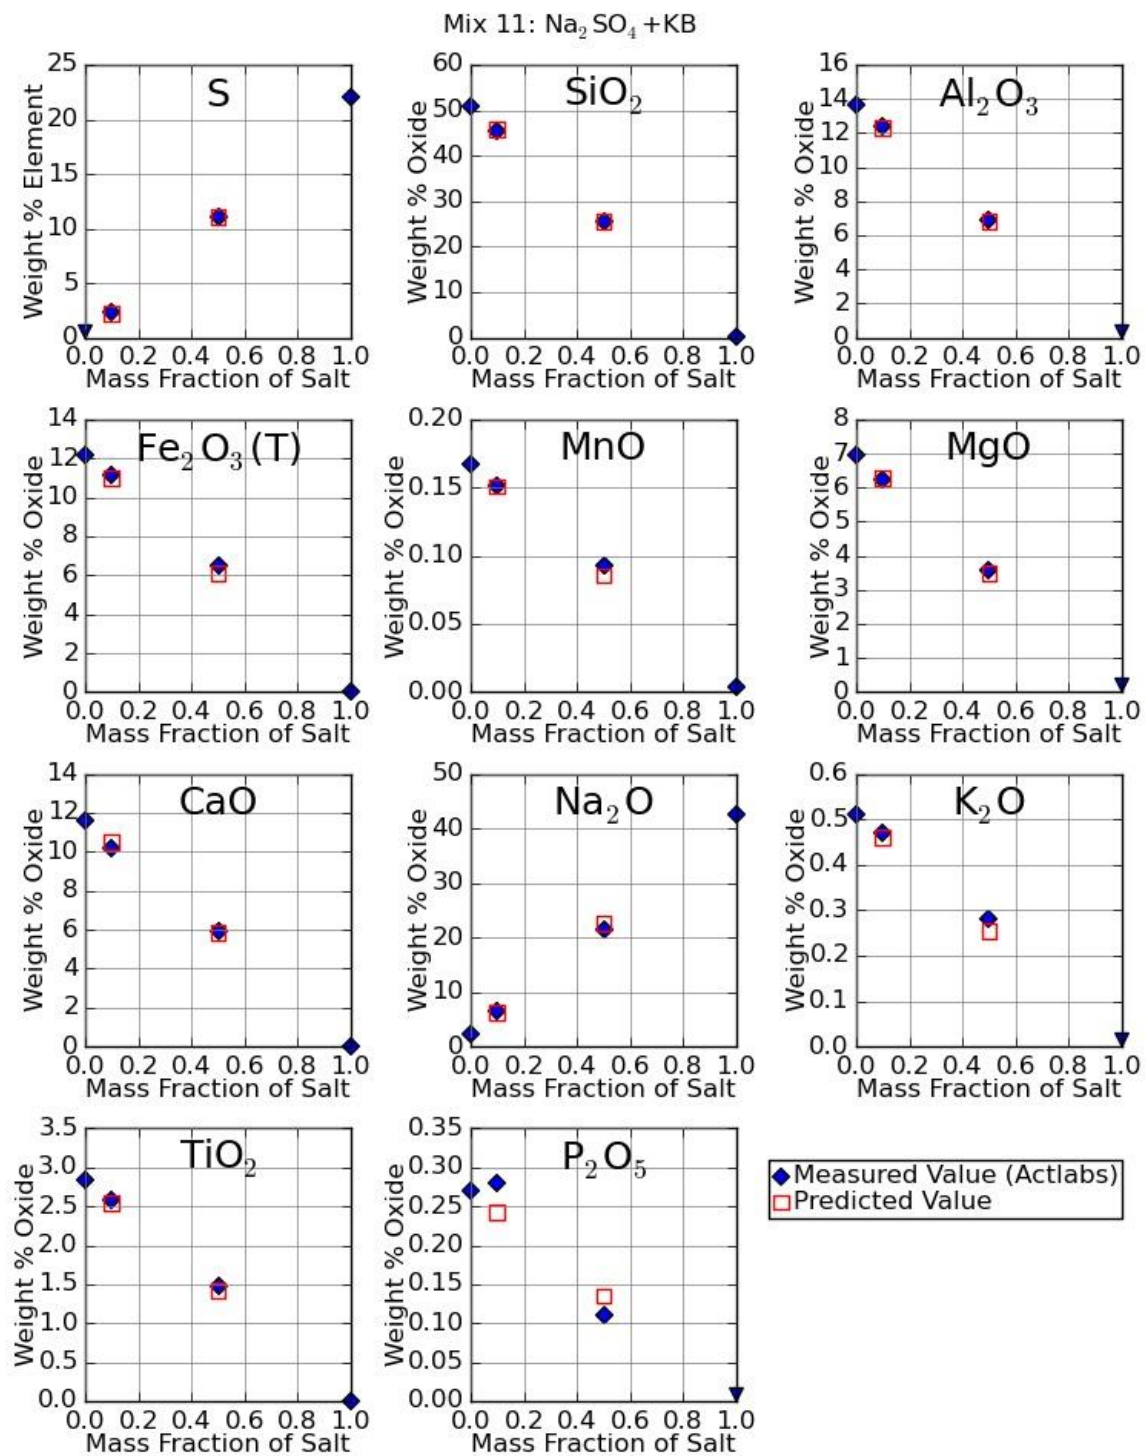 Mix 11: Na₂SO₄+KB
S
Weight % Element
25
20
15
10
5
0
0.0 0.2 0.4 0.6 0.8 1.0
Mass Fraction of Salt
SiO₂
Weight % Oxide
60
50
40
30
20
10
0
0.0 0.2 0.4 0.6 0.8 1.0
Mass Fraction of Salt
Al₂O₃
Weight % Oxide
16
14
12
10
8
6
4
2
0
0.0 0.2 0.4 0.6 0.8 1.0
Mass Fraction of Salt
Fe₂O₃(T)
Weight % Oxide
14
12
10
8
6
4
2
0
0.0 0.2 0.4 0.6 0.8 1.0
Mass Fraction of Salt
MnO
Weight % Oxide
0.20
0.15
0.10
0.05
0.00
0.0 0.2 0.4 0.6 0.8 1.0
Mass Fraction of Salt
MgO
Weight % Oxide
8
7
6
5
4
3
2
1
0
0.0 0.2 0.4 0.6 0.8 1.0
Mass Fraction of Salt
CaO
Weight % Oxide
14
12
10
8
6
4
2
0
0.0 0.2 0.4 0.6 0.8 1.0
Mass Fraction of Salt
Na₂O
Weight % Oxide
50
40
30
20
10
0
0.0 0.2 0.4 0.6 0.8 1.0
Mass Fraction of Salt
K₂O
Weight % Oxide
0.6
0.5
0.4
0.3
0.2
0.1
0.0
0.0 0.2 0.4 0.6 0.8 1.0
Mass Fraction of Salt
TiO₂
Weight % Oxide
3.5
3.0
2.5
2.0
1.5
1.0
0.5
0.0
0.0 0.2 0.4 0.6 0.8 1.0
Mass Fraction of Salt
P₂O₅
Weight % Oxide
0.35
0.30
0.25
0.20
0.15
0.10
0.05
0.00
0.0 0.2 0.4 0.6 0.8 1.0
Mass Fraction of Salt
Measured Value (Actlabs)
Predicted Value